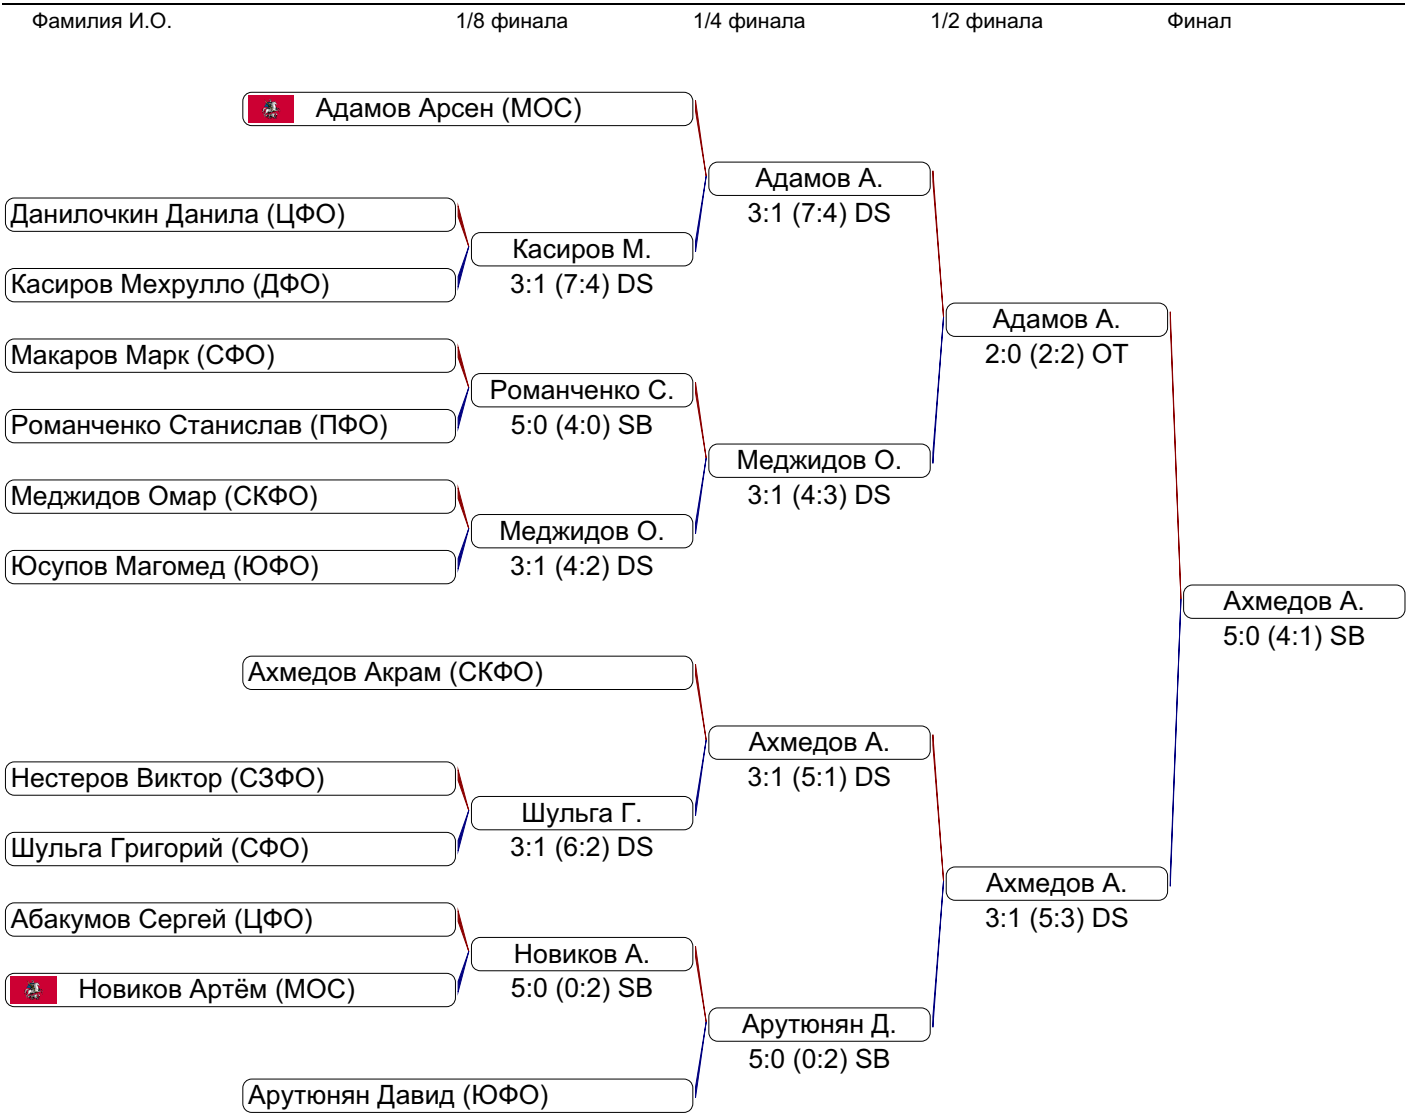 Фамилия И.О. 1/8 финала 1/4 финала 1/2 финала Финал
Адамов Арсен (МОС)
Адамов А.
3:1 (7:4) DS
Данилочкин Данила (ЦФО)
Касиров М.
3:1 (7:4) DS
Касиров Мехрулло (ДФО)
Адамов А.
2:0 (2:2) OT
Макаров Марк (СФО)
Романченко С.
5:0 (4:0) SB
Романченко Станислав (ПФО)
Меджидов О.
3:1 (4:3) DS
Меджидов Омар (СКФО)
Меджидов О.
3:1 (4:2) DS
Юсупов Магомед (ЮФО)
Ахмедов А.
5:0 (4:1) SB
Ахмедов Акрам (СКФО)
Ахмедов А.
3:1 (5:1) DS
Нестеров Виктор (СЗФО)
Шульга Г.
3:1 (6:2) DS
Шульга Григорий (СФО)
Ахмедов А.
3:1 (5:3) DS
Абакумов Сергей (ЦФО)
Новиков А.
5:0 (0:2) SB
Новиков Артём (МОС)
Арутюнян Д.
5:0 (0:2) SB
Арутюнян Давид (ЮФО)